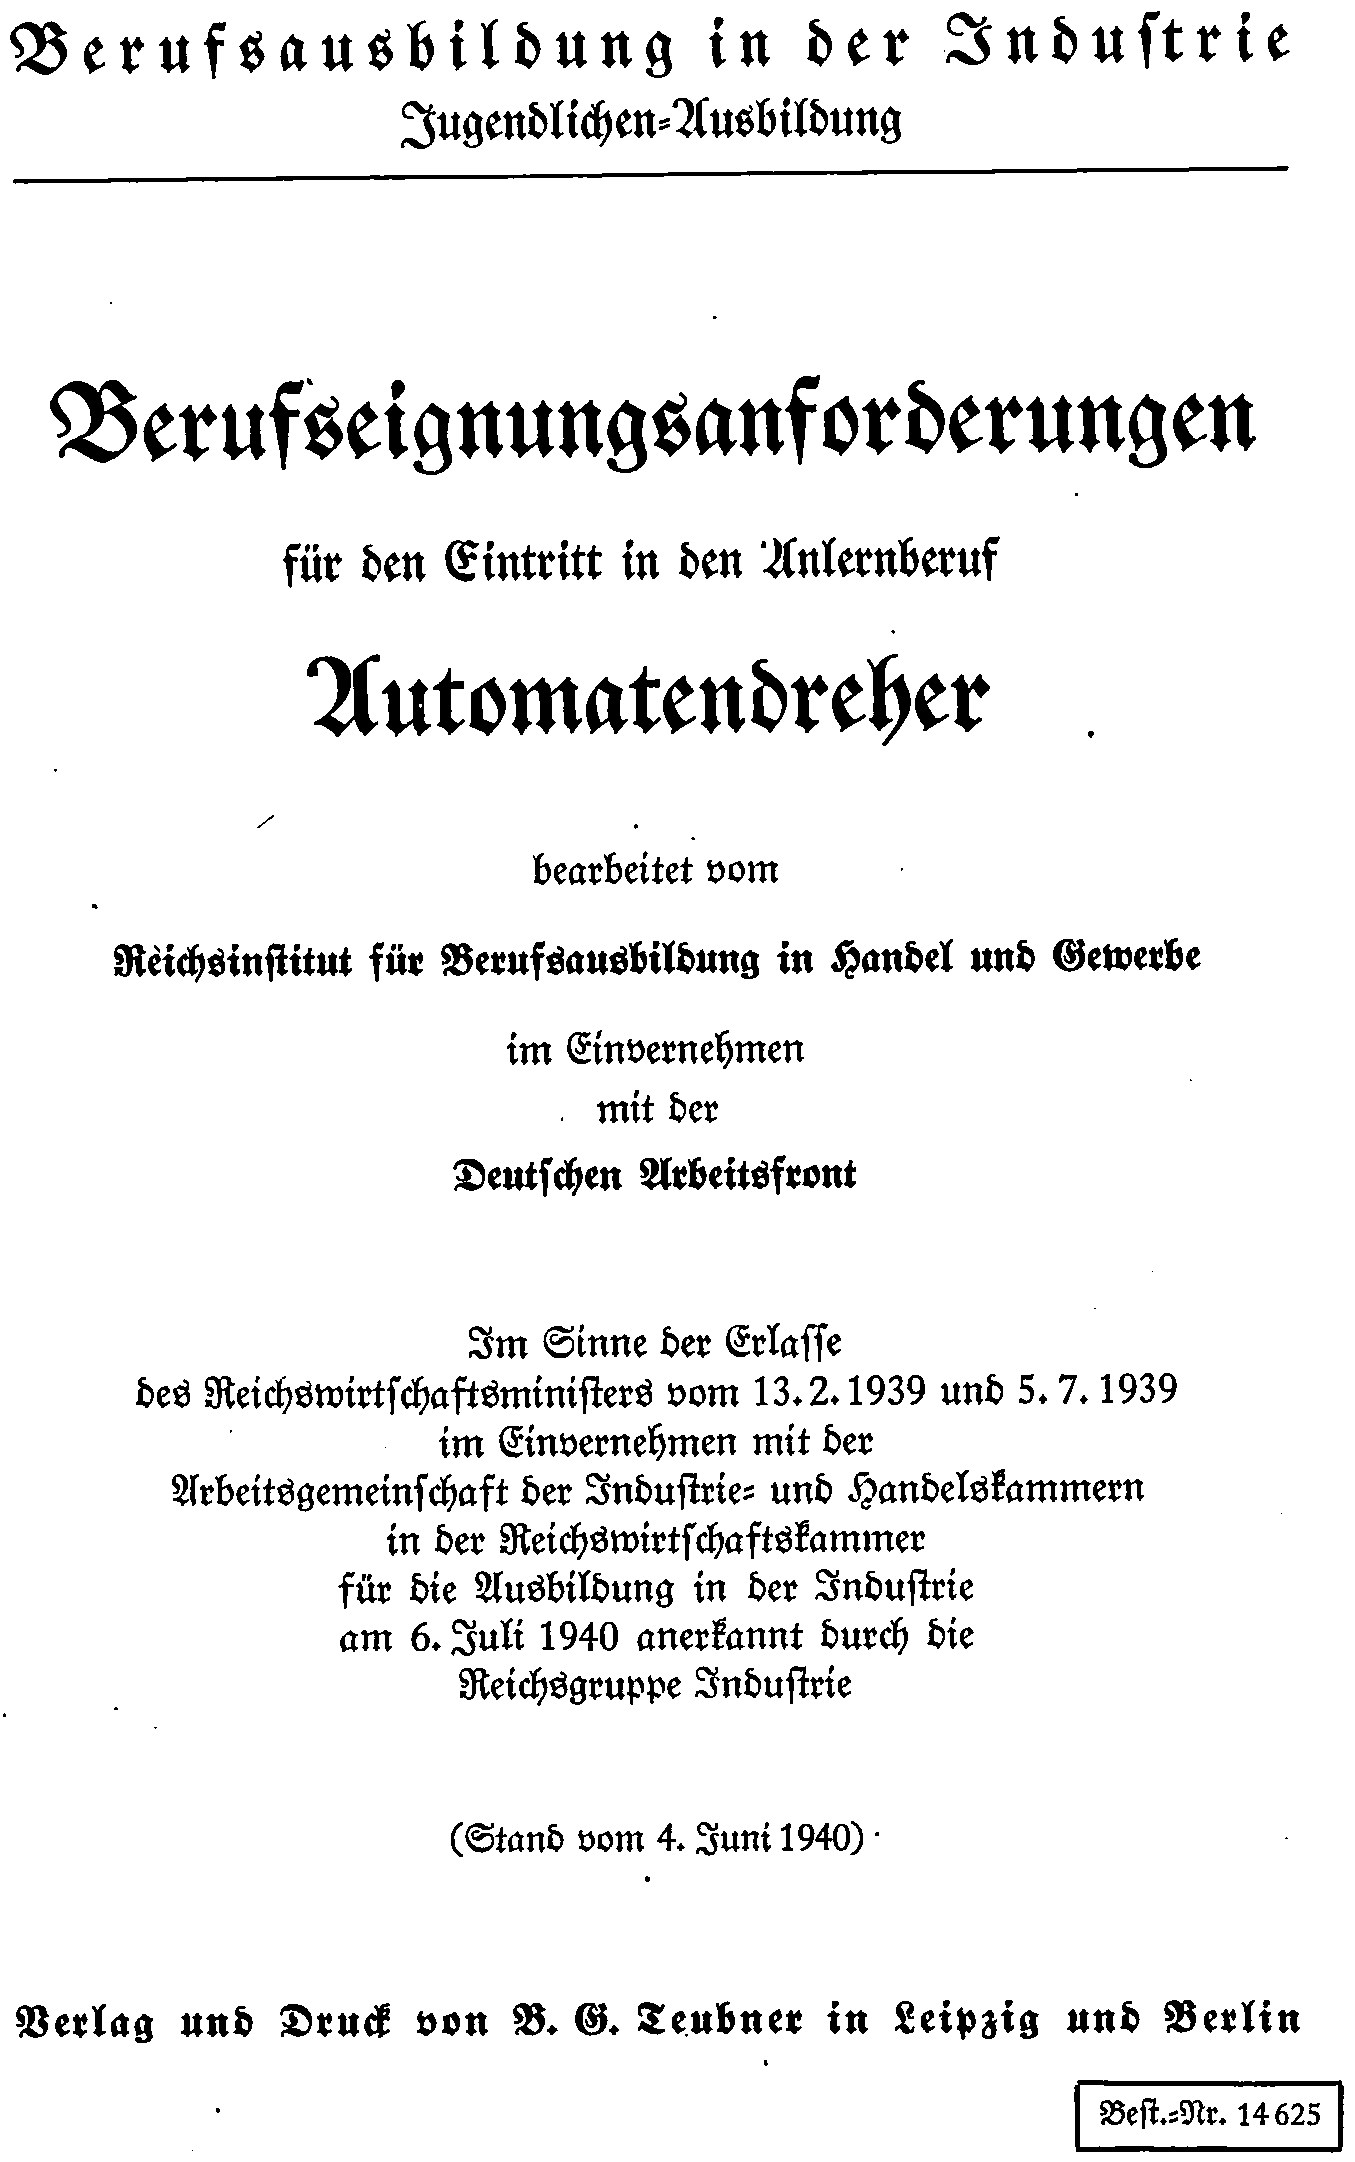 Berufsausbildung in der Industrie
Jugendlichen-Ausbildung
Berufseignungsanforderungen
für den Eintritt in den Anlernberuf
Automatendreher
bearbeitet vom
Reichsinstitut für Berufsausbildung in Handel und Gewerbe
im Einvernehmen
mit der
Deutschen Arbeitsfront
Im Sinne der Erlasse
des Reichswirtschaftsministers vom 13. 2. 1939 und 5. 7. 1939
im Einvernehmen mit der
Arbeitsgemeinschaft der Industrie- und Handelskammern
in der Reichswirtschaftskammer
für die Ausbildung in der Industrie
am 6. Juli 1940 anerkannt durch die
Reichsgruppe Industrie
(Stand vom 4. Juni 1940)
Verlag und Druck von B. G. Teubner in Leipzig und Berlin
Best.-Nr. 14625